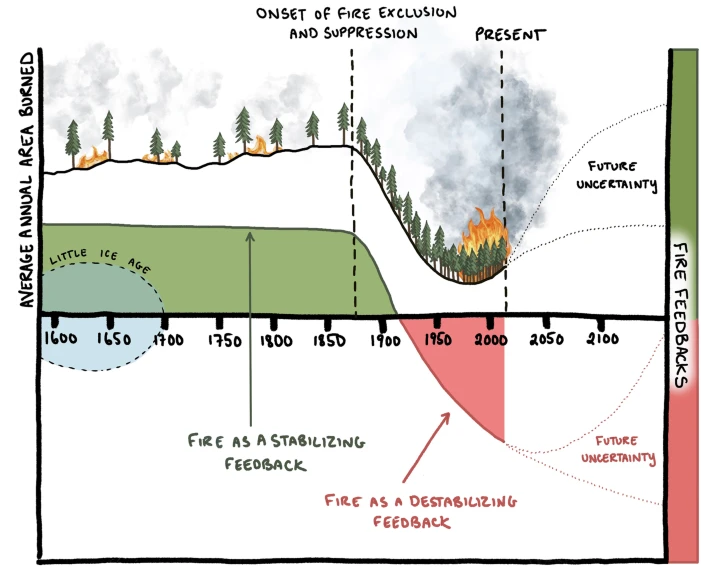 ONSET OF FIRE EXCLUSION
AND SUPPRESSION
PRESENT
AVERAGE ANNUAL AREA BURNED
FUTURE
UNCERTAINTY
LITTLE ICE AGE
FIRE FEEDBACKS
1600 1650 1700 1750 1800 1850 1900 1950 2000 2050 2100
FIRE AS A STABILIZING
FEEDBACK
FUTURE
UNCERTAINTY
FIRE AS A DESTABILIZING
FEEDBACK